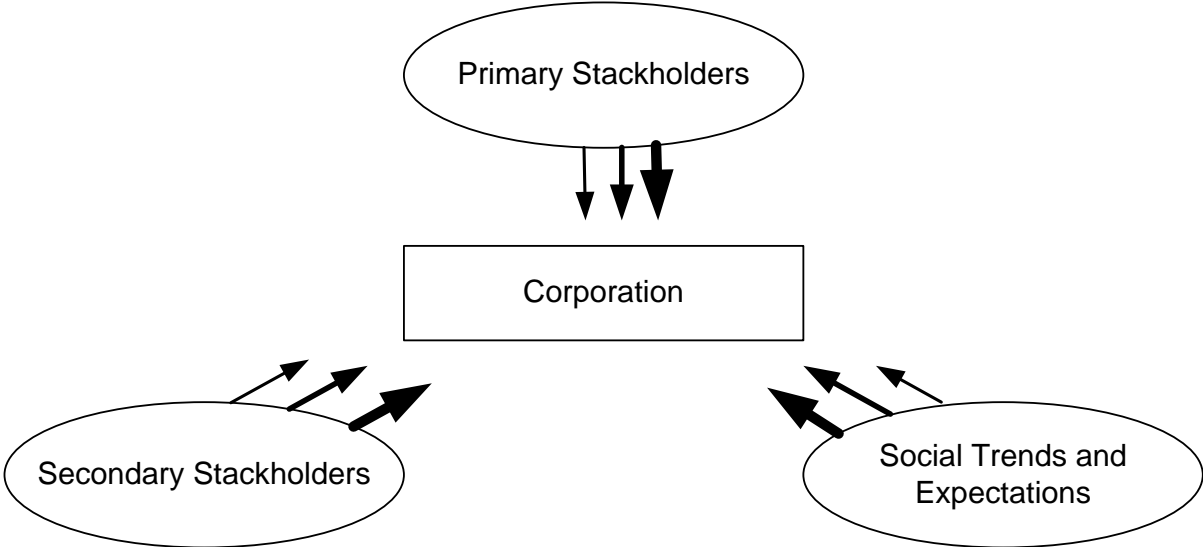 Primary Stackholders
Corporation
Secondary Stackholders
Social Trends and
Expectations